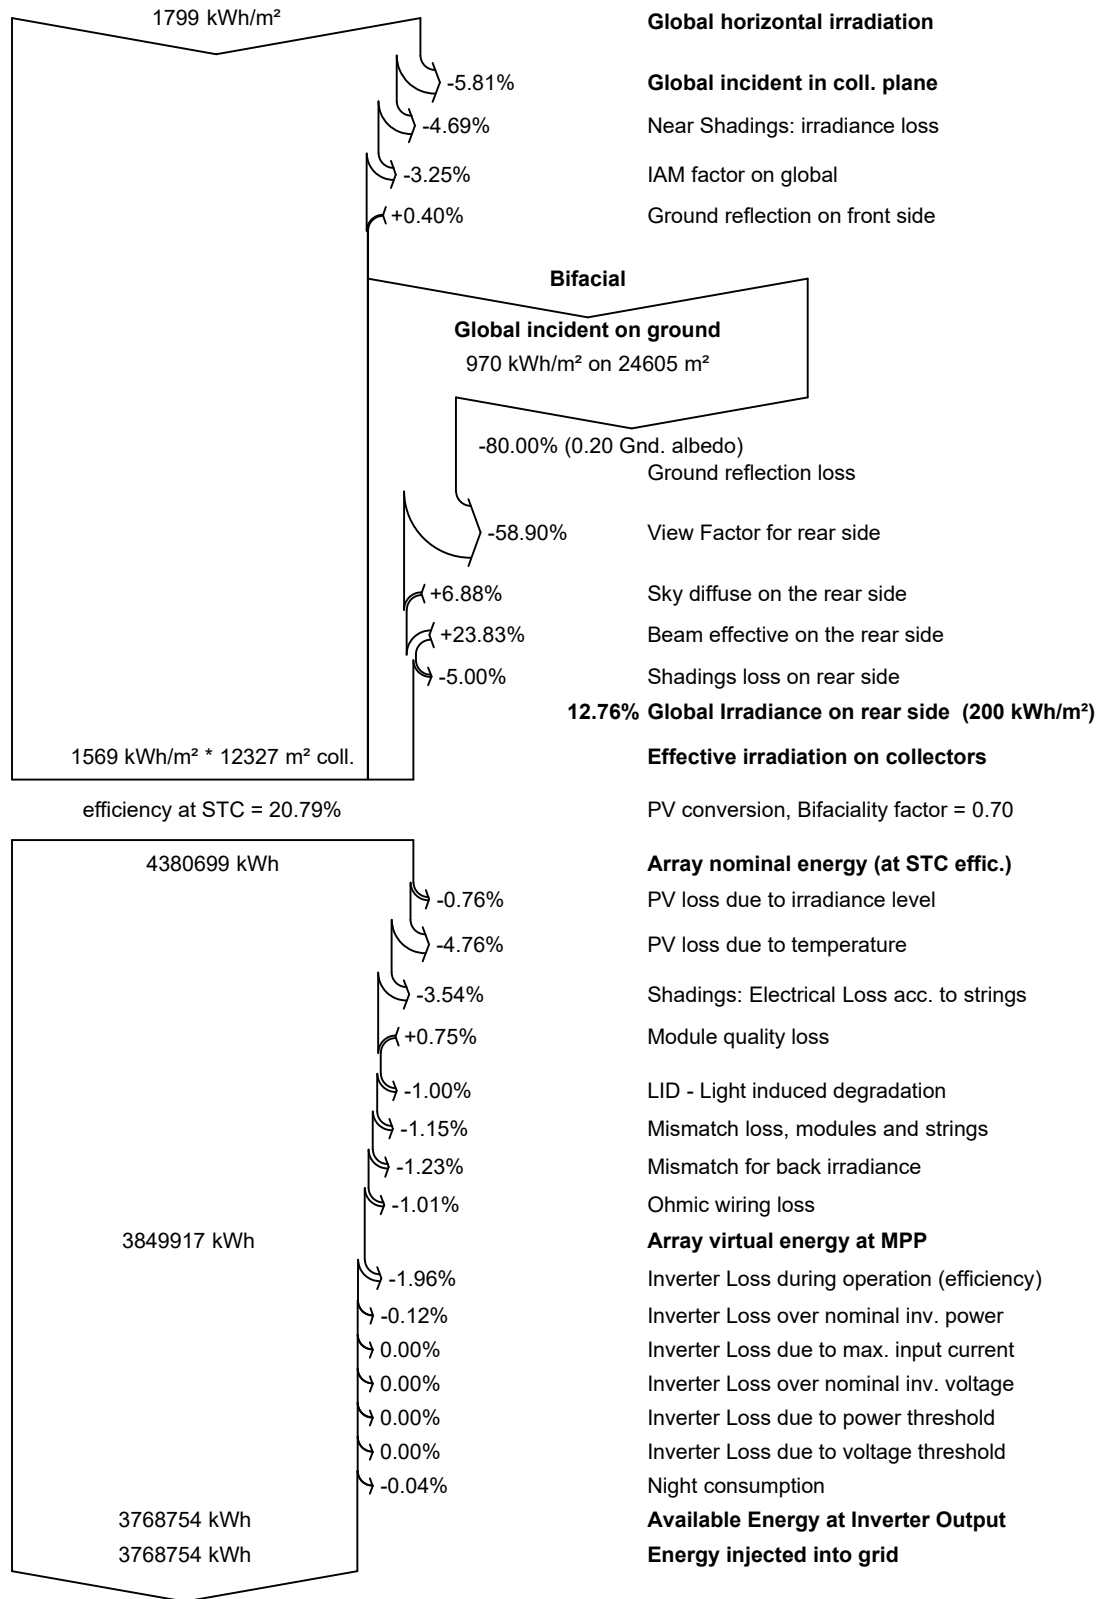 1799 kWh/m² Global horizontal irradiation
-5.81% Global incident in coll. plane
-4.69% Near Shadings: irradiance loss
-3.25% IAM factor on global
+0.40% Ground reflection on front side
Bifacial
Global incident on ground
970 kWh/m² on 24605 m²
-80.00% (0.20 Gnd. albedo)
Ground reflection loss
-58.90% View Factor for rear side
+6.88% Sky diffuse on the rear side
+23.83% Beam effective on the rear side
-5.00% Shadings loss on rear side
12.76% Global Irradiance on rear side (200 kWh/m²)
1569 kWh/m² * 12327 m² coll. Effective irradiation on collectors
efficiency at STC = 20.79% PV conversion, Bifaciality factor = 0.70
4380699 kWh Array nominal energy (at STC effic.)
-0.76% PV loss due to irradiance level
-4.76% PV loss due to temperature
-3.54% Shadings: Electrical Loss acc. to strings
+0.75% Module quality loss
-1.00% LID - Light induced degradation
-1.15% Mismatch loss, modules and strings
-1.23% Mismatch for back irradiance
-1.01% Ohmic wiring loss
3849917 kWh Array virtual energy at MPP
-1.96% Inverter Loss during operation (efficiency)
-0.12% Inverter Loss over nominal inv. power
0.00% Inverter Loss due to max. input current
0.00% Inverter Loss over nominal inv. voltage
0.00% Inverter Loss due to power threshold
0.00% Inverter Loss due to voltage threshold
-0.04% Night consumption
3768754 kWh Available Energy at Inverter Output
3768754 kWh Energy injected into grid